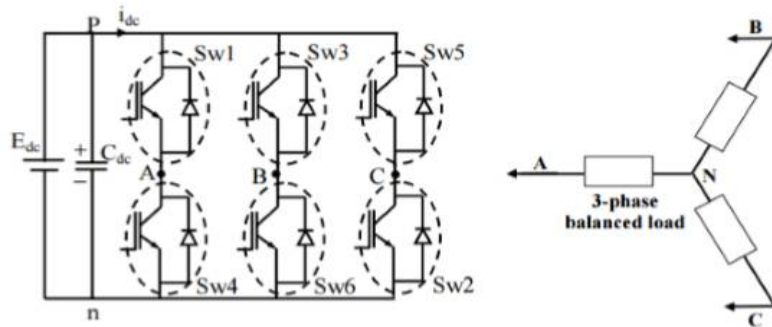 P
i_dc
Sw1
Sw3
Sw5
E_dc
+
C_dc
−
A
B
C
Sw4
Sw6
Sw2
n
B
A
N
3-phase
balanced load
C